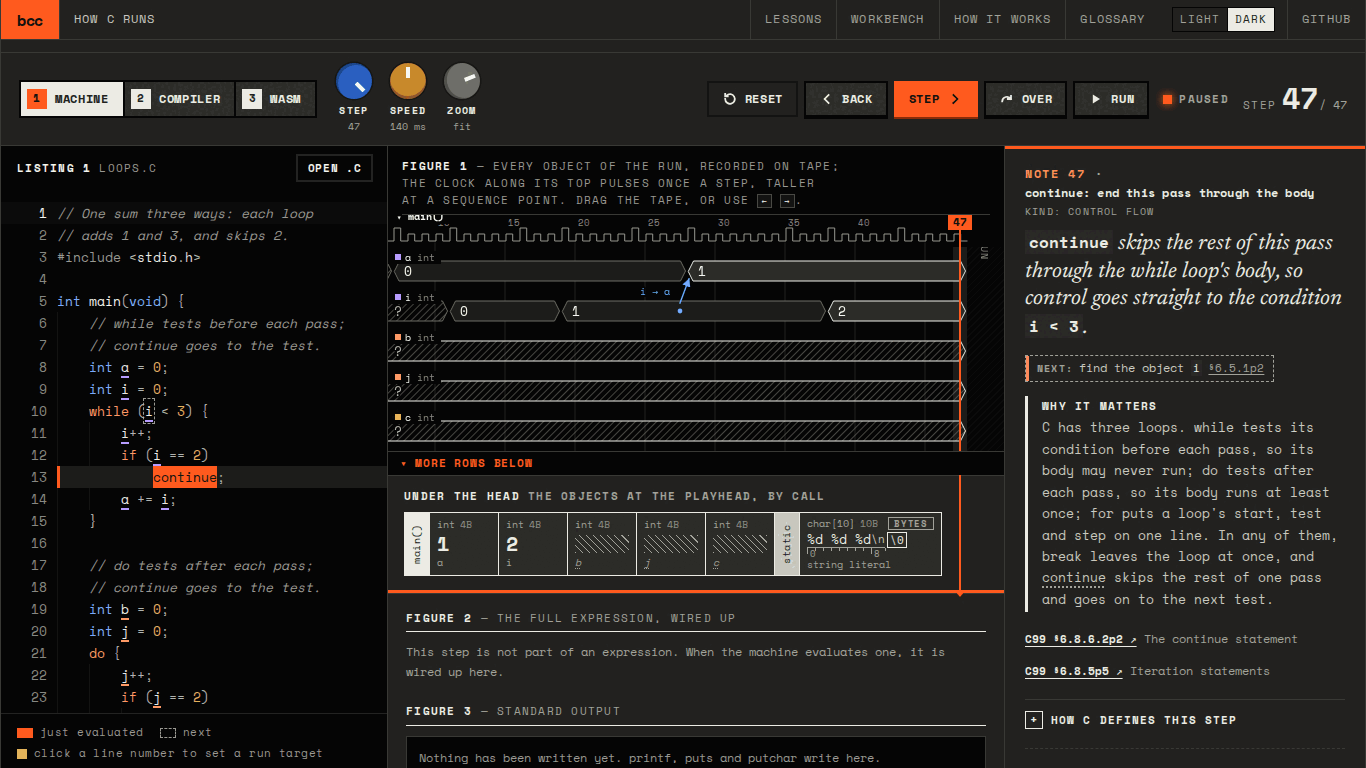 bcc HOW C RUNS LESSONS WORKBENCH HOW IT WORKS GLOSSARY LIGHT DARK GITHUB
1 MACHINE 2 COMPILER 3 WASM
STEP SPEED ZOOM
47 140 ms fit
RESET BACK STEP OVER RUN PAUSED STEP 47 / 47
LISTING 1 LOOPS.C OPEN .C
1 // One sum three ways: each loop
2 // adds 1 and 3, and skips 2.
3 #include <stdio.h>
4
5 int main(void) {
6 // while tests before each pass;
7 // continue goes to the test.
8 int a = 0;
9 int i = 0;
10 while (i < 3) {
11 i++;
12 if (i == 2)
13 continue;
14 a += i;
15 }
16
17 // do tests after each pass;
18 // continue goes to the test.
19 int b = 0;
20 int j = 0;
21 do {
22 j++;
23 if (j == 2)
just evaluated next
click a line number to set a run target
FIGURE 1 — EVERY OBJECT OF THE RUN, RECORDED ON TAPE;
THE CLOCK ALONG ITS TOP PULSES ONCE A STEP, TALLER
AT A SEQUENCE POINT. DRAG THE TAPE, OR USE ← → .
▾ main()
15 20 25 30 35 40 47
a int
0 1
i → a
i int
? 0 1 2
b int
?
j int
?
c int
?
UN
▾ MORE ROWS BELOW
UNDER THE HEAD THE OBJECTS AT THE PLAYHEAD, BY CALL
main()
int 4B
1
a
int 4B
2
i
int 4B
b
int 4B
j
int 4B
c
static
char[10] 10B BYTES
%d %d %d\n \0
0 8
string literal
FIGURE 2 — THE FULL EXPRESSION, WIRED UP
This step is not part of an expression. When the machine evaluates one, it is
wired up here.
FIGURE 3 — STANDARD OUTPUT
Nothing has been written yet. printf, puts and putchar write here.
NOTE 47 ·
continue: end this pass through the body
KIND: CONTROL FLOW
continue skips the rest of this pass
through the while loop's body, so
control goes straight to the condition
i < 3.
NEXT: find the object i §6.5.1p2
WHY IT MATTERS
C has three loops. while tests its
condition before each pass, so its
body may never run; do tests after
each pass, so its body runs at least
once; for puts a loop's start, test
and step on one line. In any of them,
break leaves the loop at once, and
continue skips the rest of one pass
and goes on to the next test.
C99 §6.8.6.2p2 ↗ The continue statement
C99 §6.8.5p5 ↗ Iteration statements
+ HOW C DEFINES THIS STEP